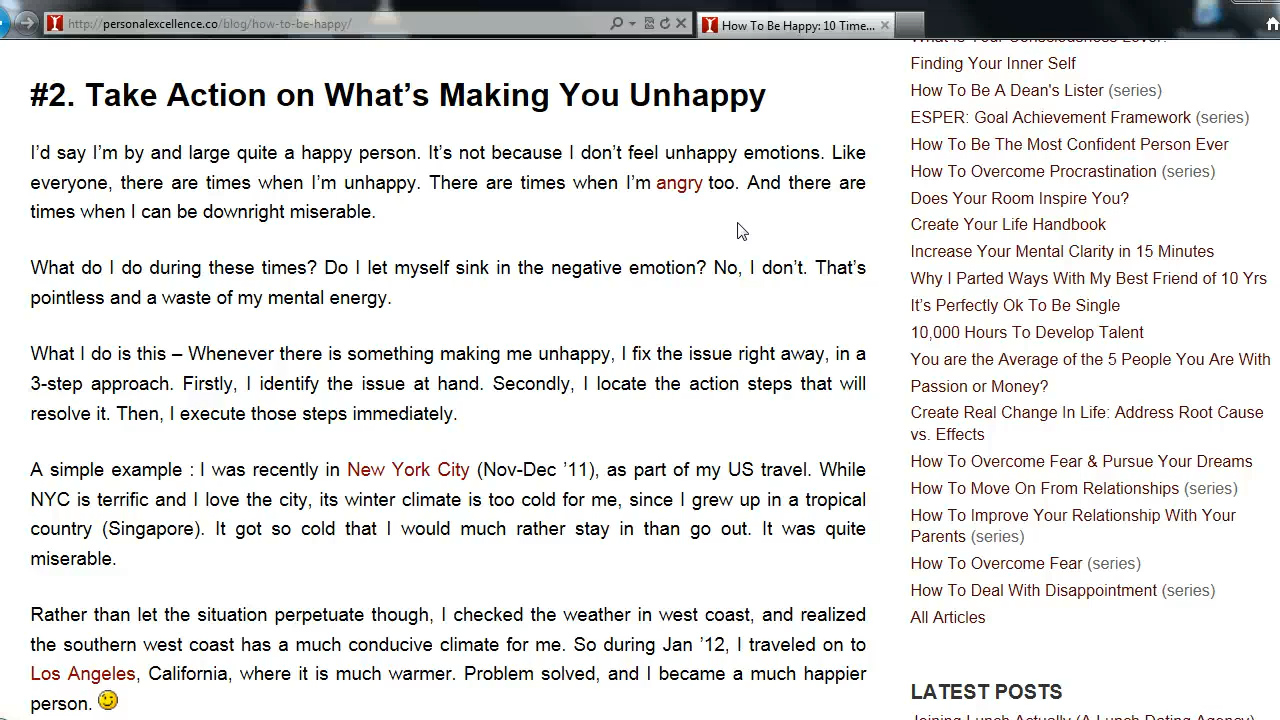 http://personalexcellence.co/blog/how-to-be-happy/
How To Be Happy: 10 Time...
#2. Take Action on What's Making You Unhappy
I'd say I'm by and large quite a happy person. It's not because I don't feel unhappy emotions. Like
everyone, there are times when I'm unhappy. There are times when I'm angry too. And there are
times when I can be downright miserable.
What do I do during these times? Do I let myself sink in the negative emotion? No, I don't. That's
pointless and a waste of my mental energy.
What I do is this – Whenever there is something making me unhappy, I fix the issue right away, in a
3-step approach. Firstly, I identify the issue at hand. Secondly, I locate the action steps that will
resolve it. Then, I execute those steps immediately.
A simple example : I was recently in New York City (Nov-Dec '11), as part of my US travel. While
NYC is terrific and I love the city, its winter climate is too cold for me, since I grew up in a tropical
country (Singapore). It got so cold that I would much rather stay in than go out. It was quite
miserable.
Rather than let the situation perpetuate though, I checked the weather in west coast, and realized
the southern west coast has a much conducive climate for me. So during Jan '12, I traveled on to
Los Angeles, California, where it is much warmer. Problem solved, and I became a much happier
person.
What is Your Consciousness Level?
Finding Your Inner Self
How To Be A Dean's Lister (series)
ESPER: Goal Achievement Framework (series)
How To Be The Most Confident Person Ever
How To Overcome Procrastination (series)
Does Your Room Inspire You?
Create Your Life Handbook
Increase Your Mental Clarity in 15 Minutes
Why I Parted Ways With My Best Friend of 10 Yrs
It's Perfectly Ok To Be Single
10,000 Hours To Develop Talent
You are the Average of the 5 People You Are With
Passion or Money?
Create Real Change In Life: Address Root Cause
vs. Effects
How To Overcome Fear & Pursue Your Dreams
How To Move On From Relationships (series)
How To Improve Your Relationship With Your
Parents (series)
How To Overcome Fear (series)
How To Deal With Disappointment (series)
All Articles
LATEST POSTS
Joining Lunch Actually (A Lunch Dating Agency)